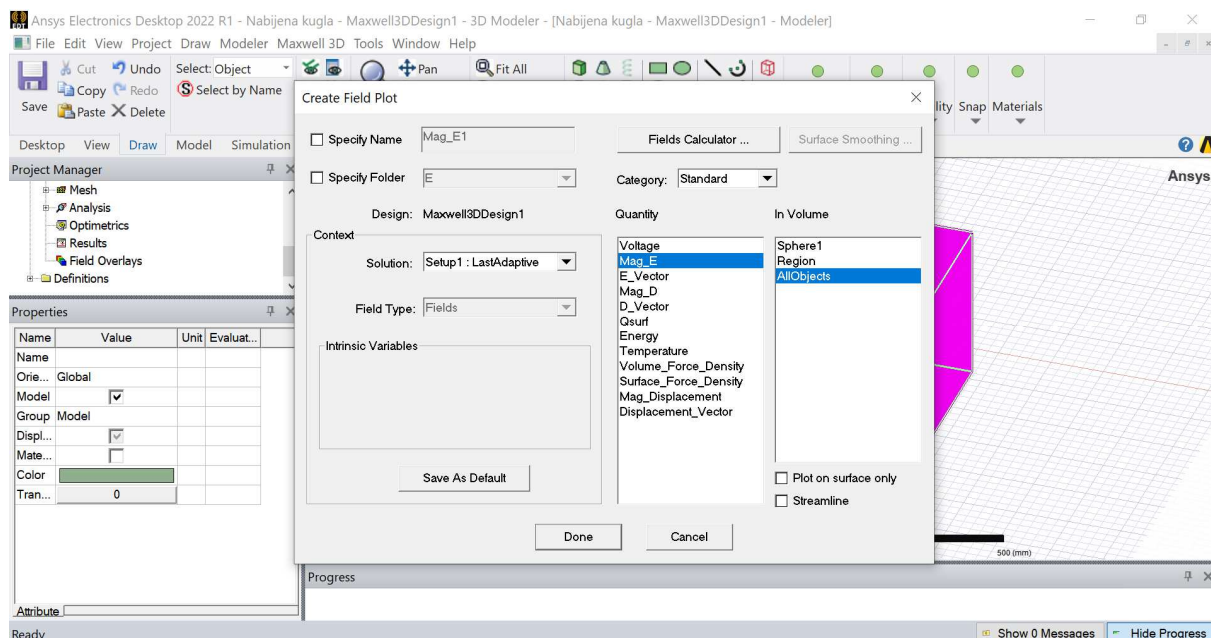 Ansys Electronics Desktop 2022 R1 - Nabijena kugla - Maxwell3DDesign1 - 3D Modeler - [Nabijena kugla - Maxwell3DDesign1 - Modeler]
File Edit View Project Draw Modeler Maxwell 3D Tools Window Help
Save
Cut
Copy
Paste
Undo
Redo
Delete
Select: Object
Select by Name
Pan
Fit All
lity Snap Materials
Desktop View Draw Model Simulation
Project Manager
Mesh
Analysis
Optimetrics
Results
Field Overlays
Definitions
Properties
Name Value Unit Evaluat...
Name
Orie... Global
Model
Group Model
Displ...
Mate...
Color
Tran... 0
Attribute
Create Field Plot
Specify Name Mag_E1
Specify Folder E
Design: Maxwell3DDesign1
Context
Solution: Setup1 : LastAdaptive
Field Type: Fields
Intrinsic Variables
Save As Default
Fields Calculator ...
Surface Smoothing ...
Category: Standard
Quantity
Voltage
Mag_E
E_Vector
Mag_D
D_Vector
Qsurf
Energy
Temperature
Volume_Force_Density
Surface_Force_Density
Mag_Displacement
Displacement_Vector
In Volume
Sphere1
Region
AllObjects
Plot on surface only
Streamline
Done
Cancel
Ansys
500 (mm)
Progress
Ready
Show 0 Messages
Hide Progress